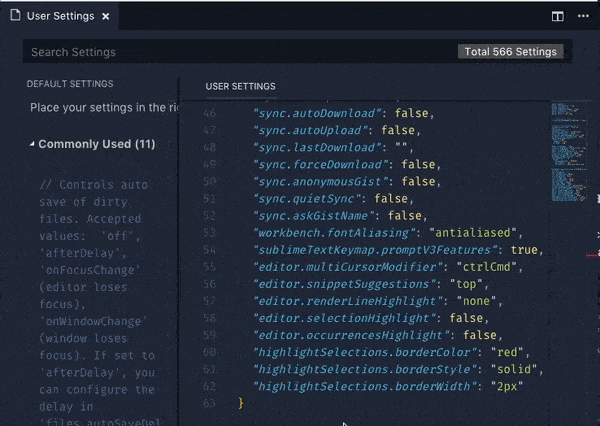 User Settings
Search Settings
Total 566 Settings
DEFAULT SETTINGS
USER SETTINGS
Place your settings in the ri
Commonly Used (11)
// Controls auto
save of dirty
files. Accepted
values:  'off',
'afterDelay',
'onFocusChange'
(editor loses
focus),
'onWindowChange'
(window loses
focus). If set to
'afterDelay', you
can configure the
delay in
'files.autoSaveDel
46 "sync.autoDownload": false,
47 "sync.autoUpload": false,
48 "sync.lastDownload": "",
49 "sync.forceDownload": false,
50 "sync.anonymousGist": false,
51 "sync.quietSync": false,
52 "sync.askGistName": false,
53 "workbench.fontAliasing": "antialiased",
54 "sublimeTextKeymap.promptV3Features": true,
55 "editor.multiCursorModifier": "ctrlCmd",
56 "editor.snippetSuggestions": "top",
57 "editor.renderLineHighlight": "none",
58 "editor.selectionHighlight": false,
59 "editor.occurrencesHighlight": false,
60 "highlightSelections.borderColor": "red",
61 "highlightSelections.borderStyle": "solid",
62 "highlightSelections.borderWidth": "2px"
63 }